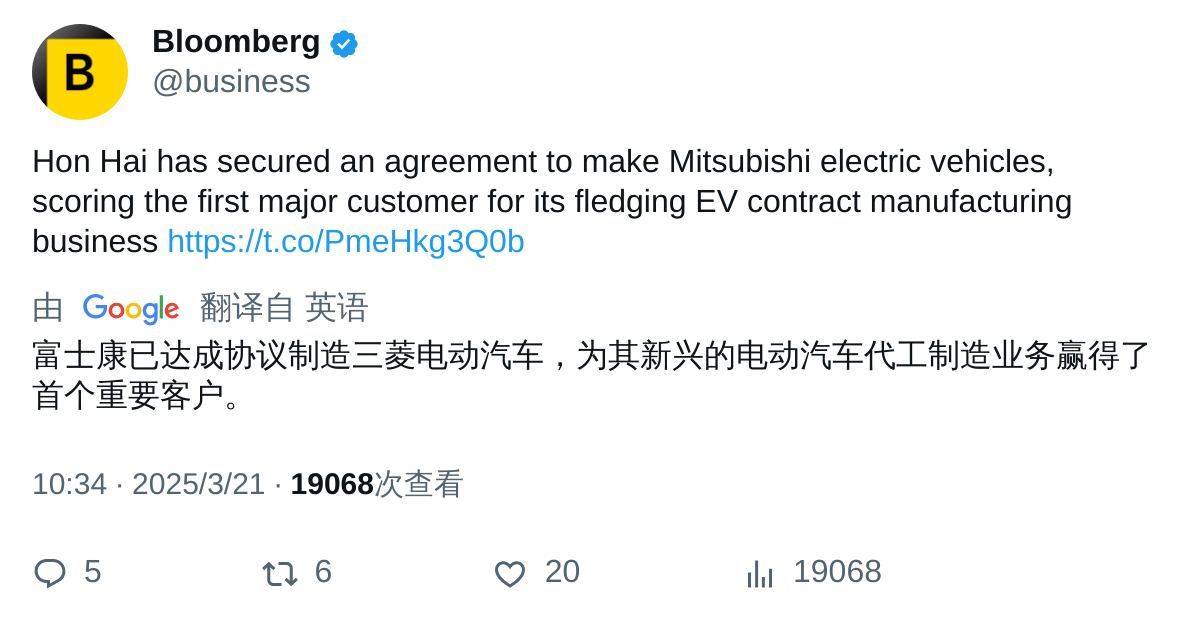 B
Bloomberg
@business
Hon Hai has secured an agreement to make Mitsubishi electric vehicles,
scoring the first major customer for its fledging EV contract manufacturing
business https://t.co/PmeHkg3Q0b
由 Google 翻译自 英语
富士康已达成协议制造三菱电动汽车，为其新兴的电动汽车代工制造业务赢得了
首个重要客户。
10:34 · 2025/3/21 · 19068次查看
5 6 20 19068